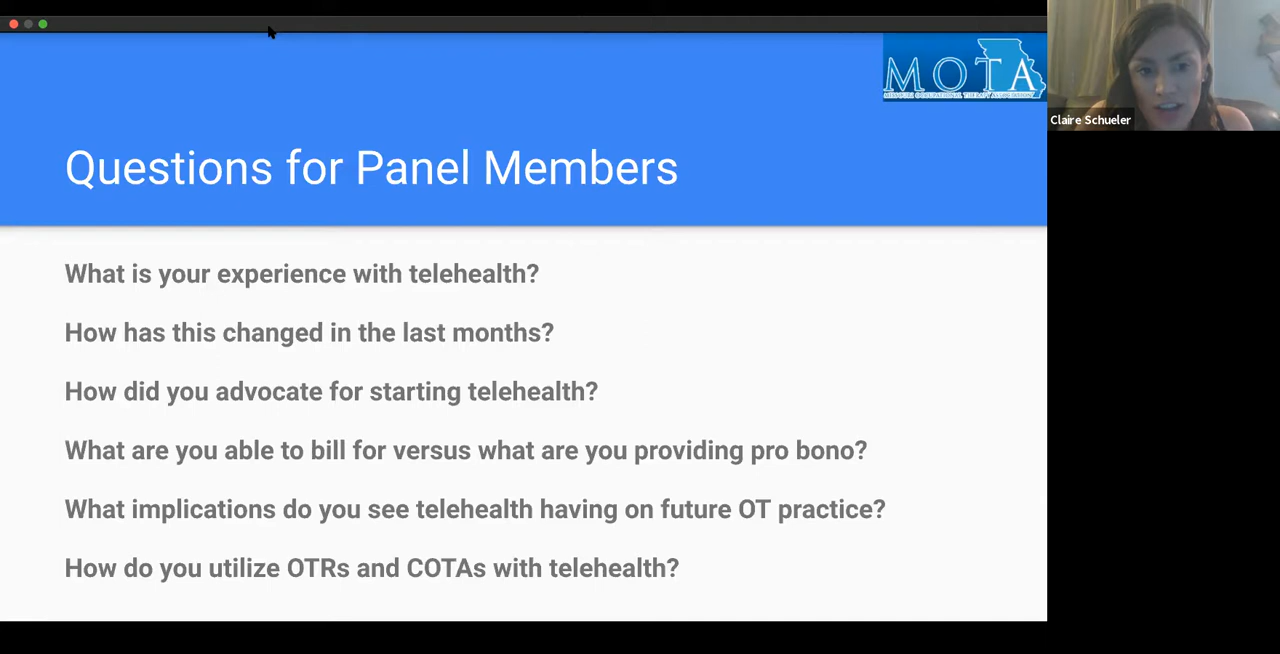 MOTA
Claire Schueler
Questions for Panel Members
What is your experience with telehealth?
How has this changed in the last months?
How did you advocate for starting telehealth?
What are you able to bill for versus what are you providing pro bono?
What implications do you see telehealth having on future OT practice?
How do you utilize OTRs and COTAs with telehealth?